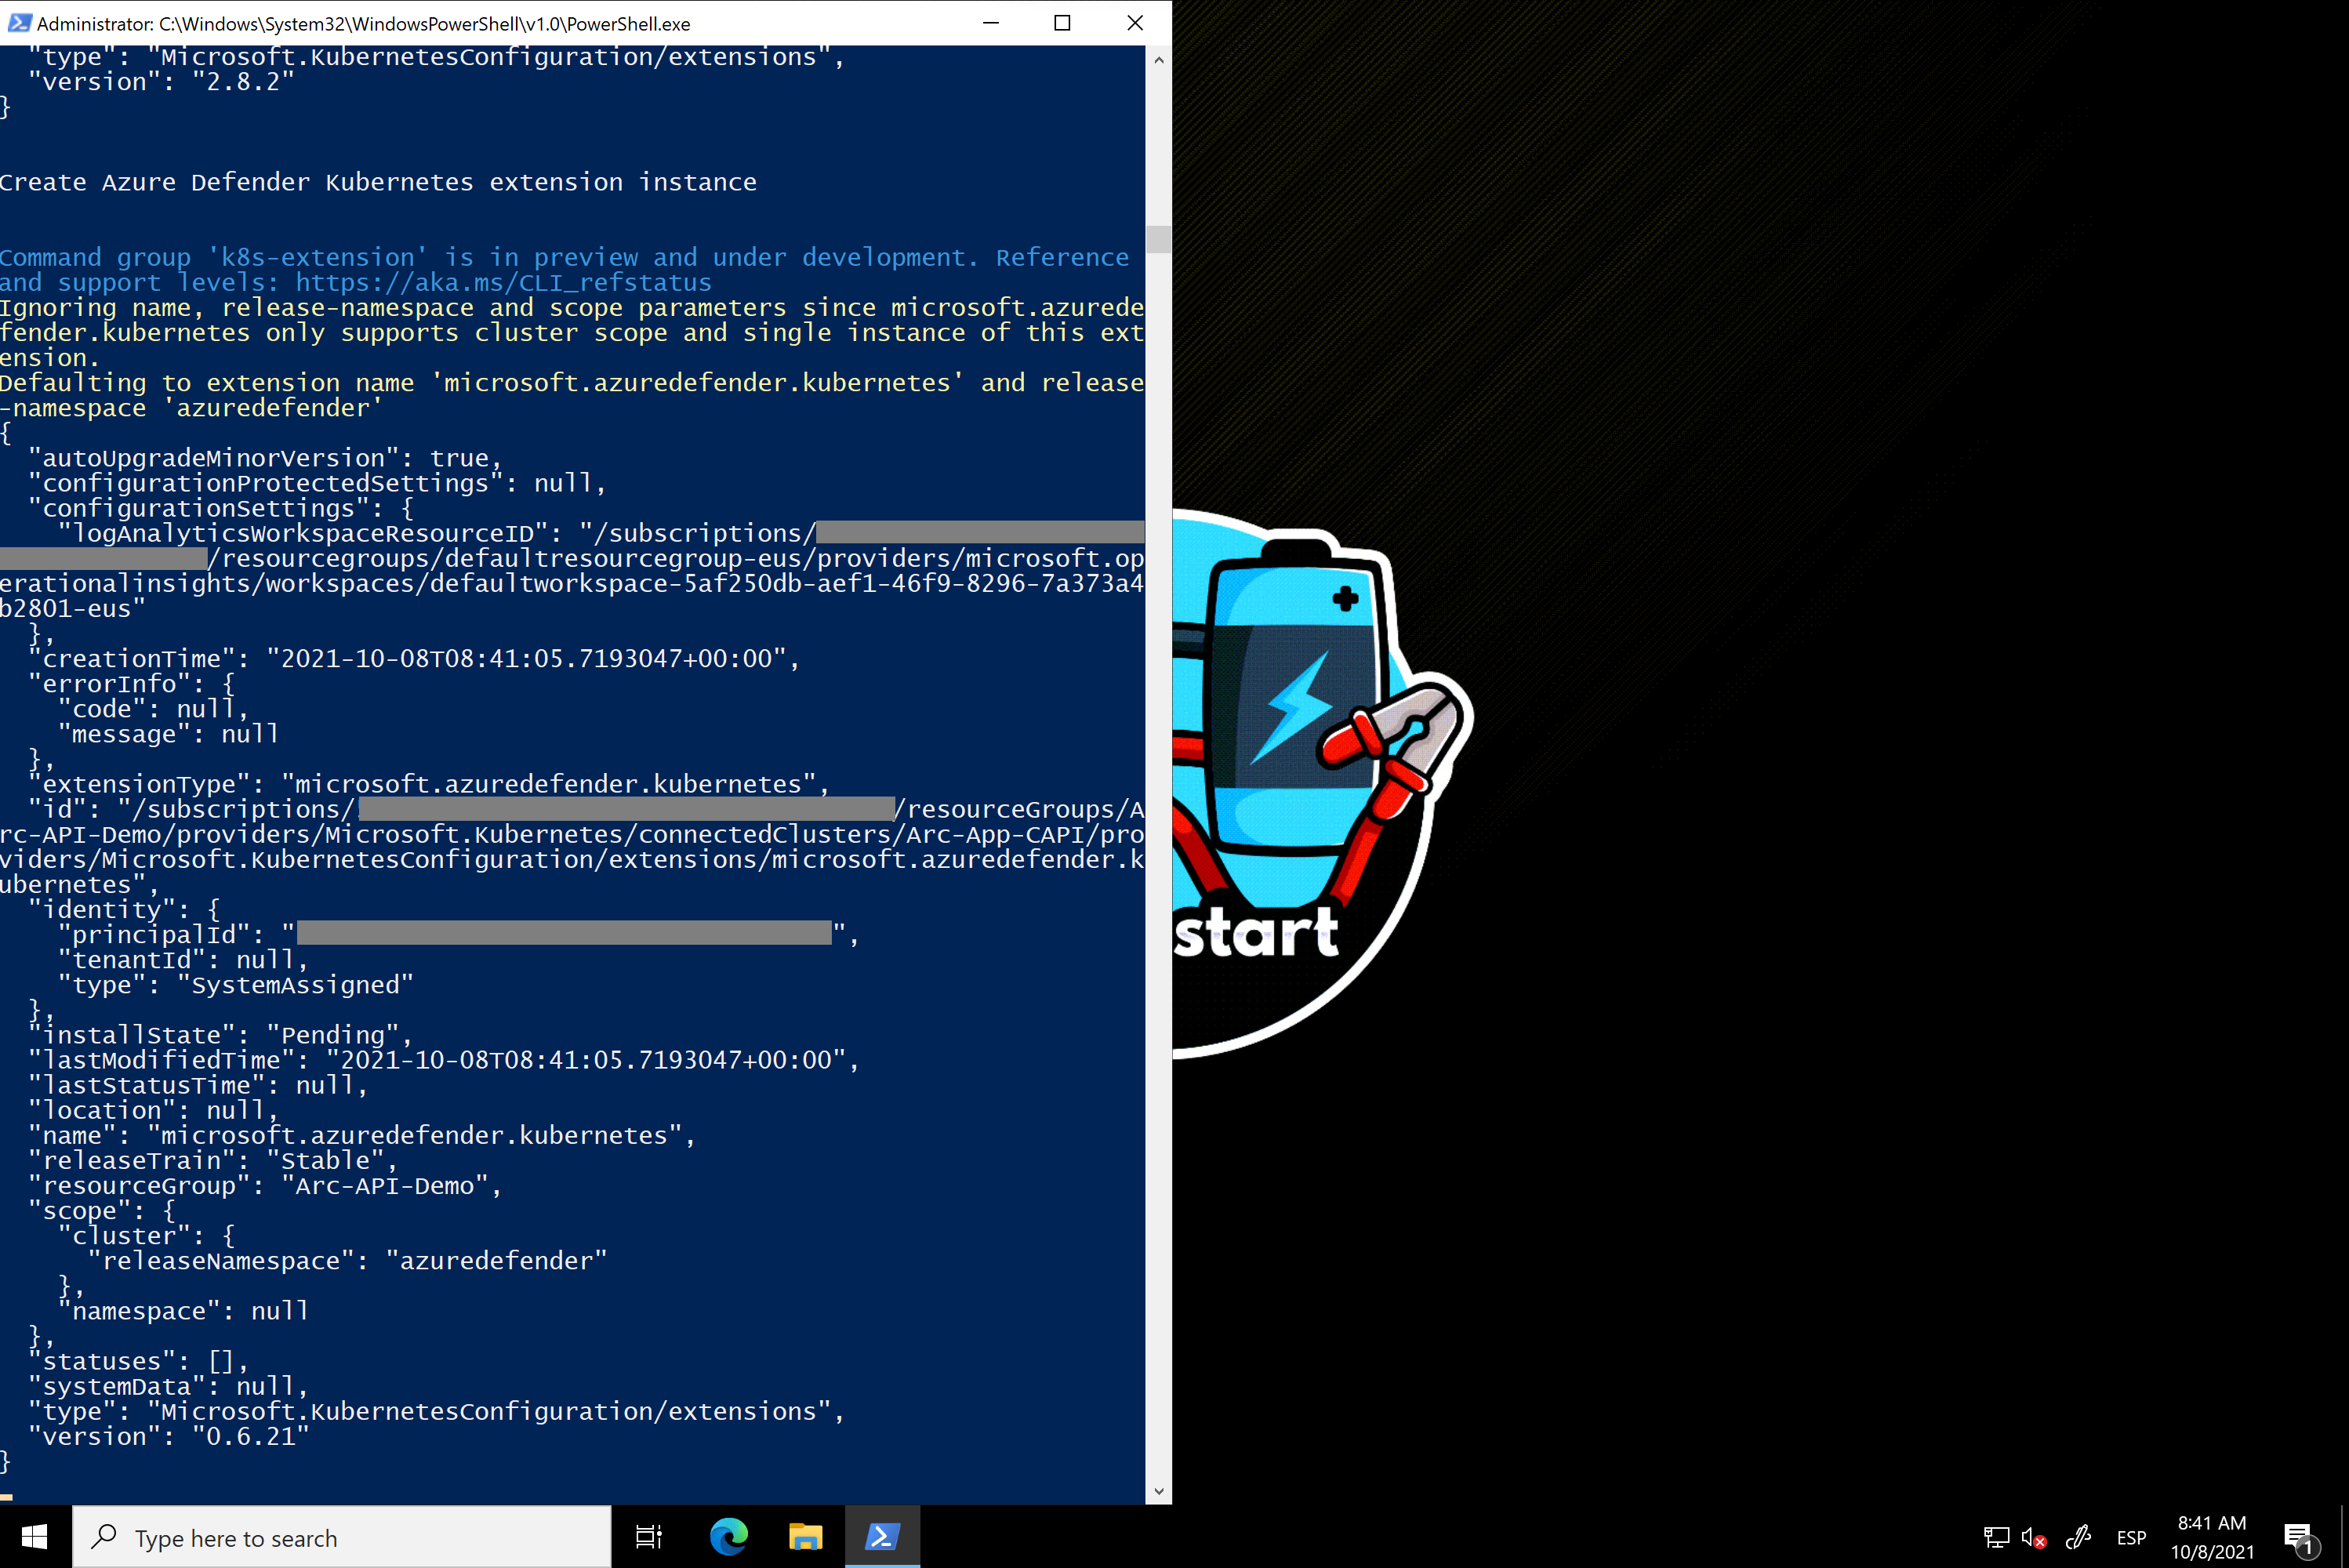 Administrator: C:\Windows\System32\WindowsPowerShell\v1.0\PowerShell.exe
"type": "Microsoft.KubernetesConfiguration/extensions",
"version": "2.8.2"
}
Create Azure Defender Kubernetes extension instance
Command group 'k8s-extension' is in preview and under development. Reference
and support levels: https://aka.ms/CLI_refstatus
Ignoring name, release-namespace and scope parameters since microsoft.azurede
fender.kubernetes only supports cluster scope and single instance of this ext
ension.
Defaulting to extension name 'microsoft.azuredefender.kubernetes' and release
-namespace 'azuredefender'
{
"autoUpgradeMinorVersion": true,
"configurationProtectedSettings": null,
"configurationSettings": {
"logAnalyticsWorkspaceResourceID": "/subscriptions/
/resourcegroups/defaultresourcegroup-eus/providers/microsoft.op
erationalinsights/workspaces/defaultworkspace-5af250db-aef1-46f9-8296-7a373a4
b2801-eus"
},
"creationTime": "2021-10-08T08:41:05.7193047+00:00",
"errorInfo": {
"code": null,
"message": null
},
"extensionType": "microsoft.azuredefender.kubernetes",
"id": "/subscriptions/ /resourceGroups/A
rc-API-Demo/providers/Microsoft.Kubernetes/connectedClusters/Arc-App-CAPI/pro
viders/Microsoft.KubernetesConfiguration/extensions/microsoft.azuredefender.k
ubernetes",
"identity": {
"principalId": " ",
"tenantId": null,
"type": "SystemAssigned"
},
"installState": "Pending",
"lastModifiedTime": "2021-10-08T08:41:05.7193047+00:00",
"lastStatusTime": null,
"location": null,
"name": "microsoft.azuredefender.kubernetes",
"releaseTrain": "Stable",
"resourceGroup": "Arc-API-Demo",
"scope": {
"cluster": {
"releaseNamespace": "azuredefender"
},
"namespace": null
},
"statuses": [],
"systemData": null,
"type": "Microsoft.KubernetesConfiguration/extensions",
"version": "0.6.21"
}
start
Type here to search
ESP
8:41 AM
10/8/2021
1